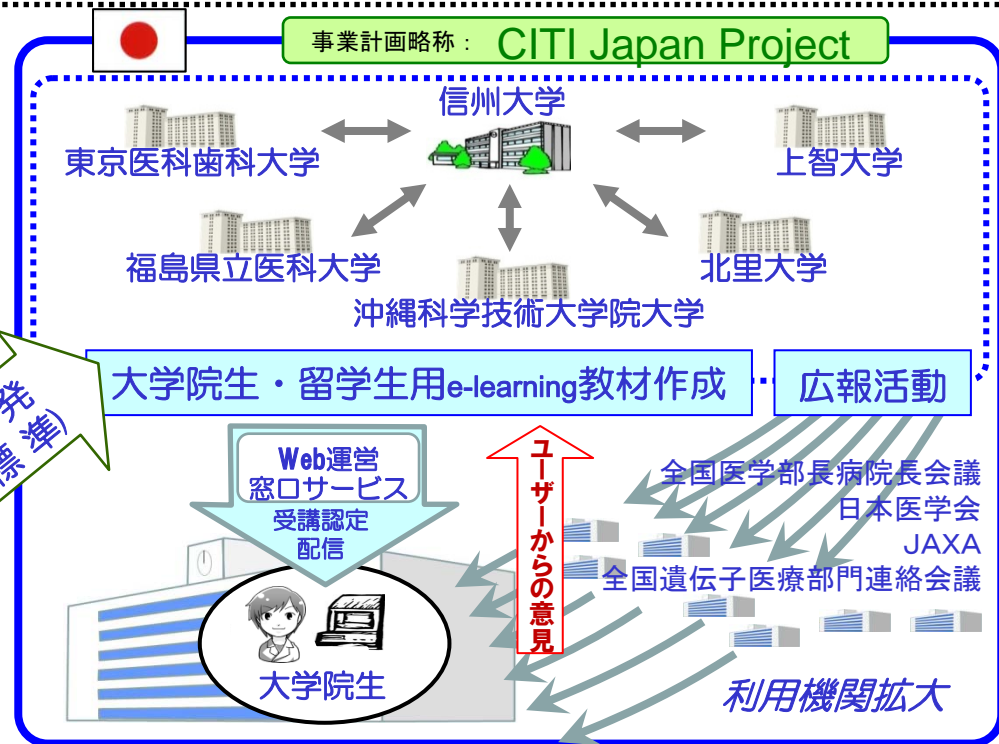 事業計画略称： CITI Japan Project
信州大学
東京医科歯科大学
上智大学
福島県立医科大学
北里大学
沖縄科学技術大学院大学
発
標準)
大学院生・留学生用e-learning教材作成
広報活動
Web運営
窓口サービス
受講認定
配信
ユーザーからの意見
全国医学部長病院長会議
日本医学会
JAXA
全国遺伝子医療部門連絡会議
大学院生
利用機関拡大